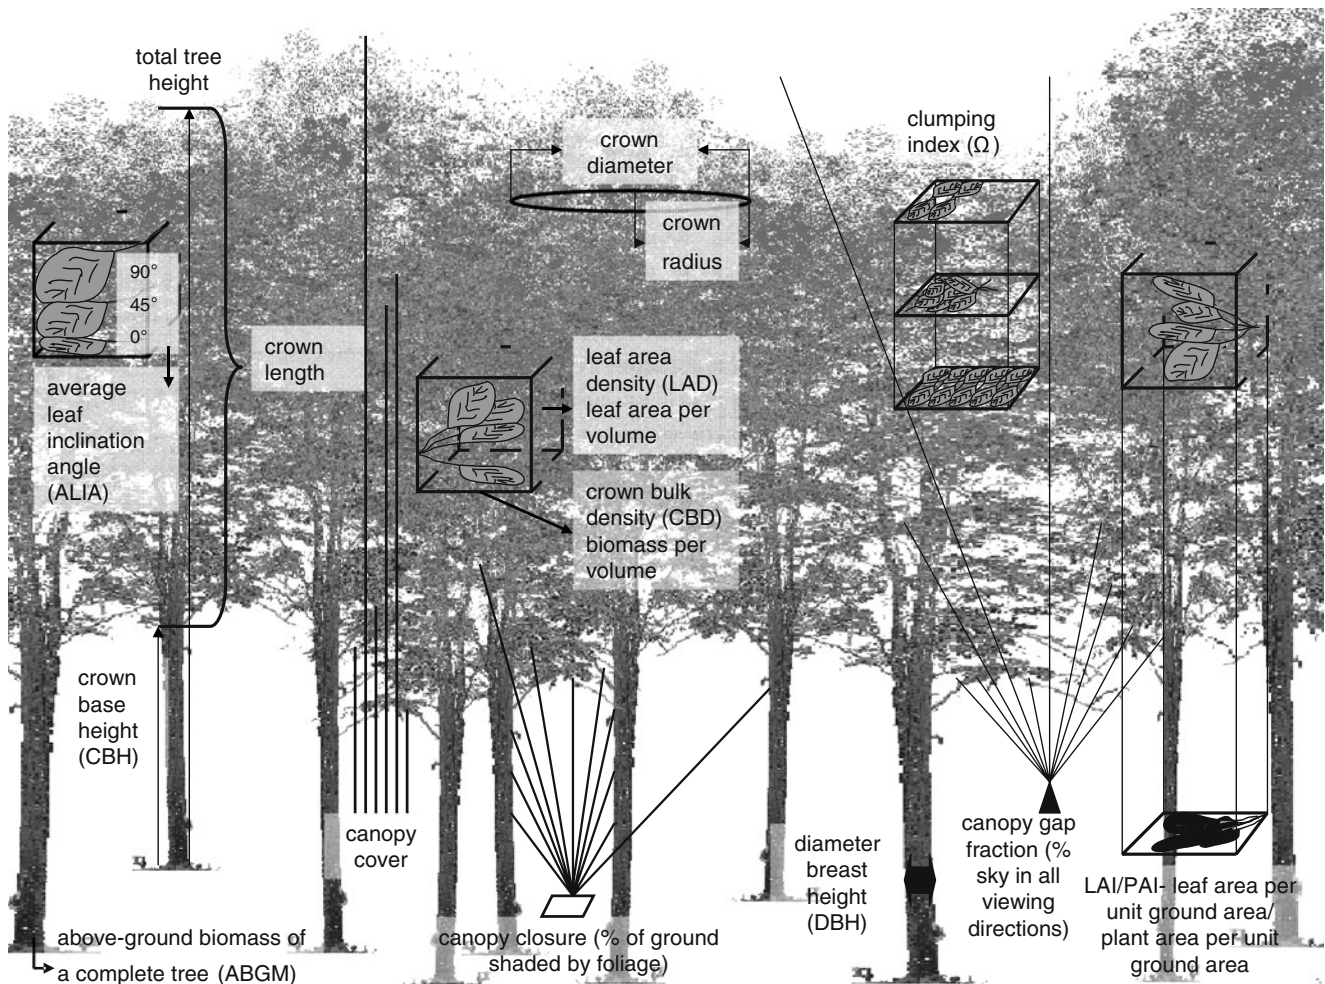 total tree
height
crown
diameter
clumping
index (Ω)
crown
radius
90°
45°
0°
crown
length
average
leaf
inclination
angle
(ALIA)
leaf area
density (LAD)
leaf area per
volume
crown bulk
density (CBD)
biomass per
volume
crown
base
height
(CBH)
canopy
cover
diameter
breast
height
(DBH)
canopy gap
fraction (%
sky in all
viewing
directions)
LAI/PAI- leaf area per
unit ground area/
plant area per unit
ground area
above-ground biomass of
a complete tree (ABGM)
canopy closure (% of ground
shaded by foliage)